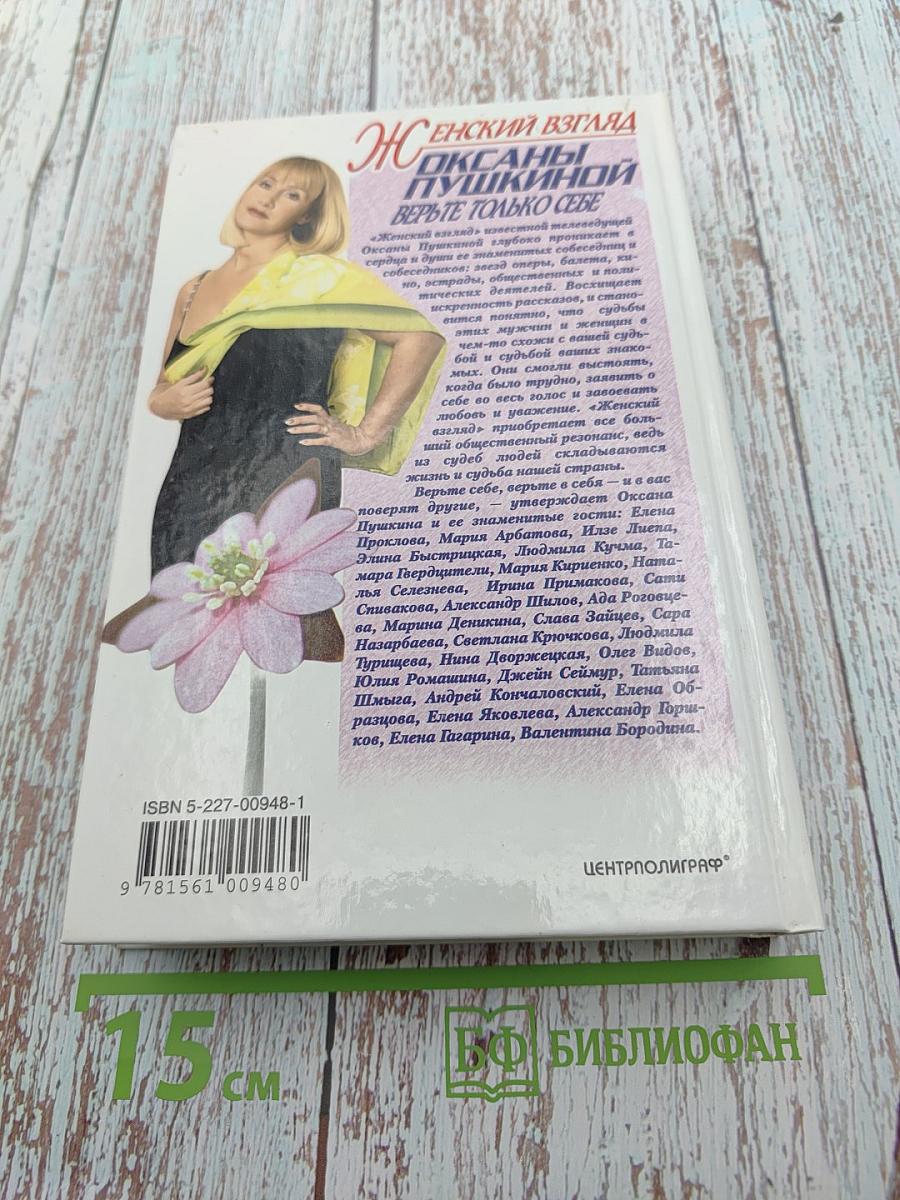 ЖЕНСКИЙ ВЗГЛЯД
ОКСАНЫ
ПУШКИНОЙ
ВЕРЬТЕ ТОЛЬКО СЕБЕ
«Женский взгляд» известной телеведущей
Оксаны Пушкиной глубоко проникает в
сердца и души ее знаменитых собеседниц и
собеседников: звезд оперы, балета, ки-
но, эстрады, общественных и поли-
тических деятелей. Восхищает
искренность рассказов, и стано-
вится понятно, что судьбы
этих мужчин и женщин в
чем-то схожи с вашей судь-
бой и судьбой ваших знако-
мых. Они смогли выстоять,
когда было трудно, заявить о
себе во весь голос и завоевать
любовь и уважение. «Женский
взгляд» приобретает все боль-
ший общественный резонанс, ведь
из судеб людей складываются
жизнь и судьба нашей страны.
Верьте себе, верьте в себя — и в вас
поверят другие, — утверждает Оксана
Пушкина и ее знаменитые гости: Елена
Проклова, Мария Арбатова, Илзе Лиепа,
Элина Быстрицкая, Людмила Кучма, Та-
мара Гвердцители, Мария Кириенко, Ната-
лья Селезнева, Ирина Примакова, Сати
Спивакова, Александр Шилов, Ада Роговце-
ва, Марина Деникина, Слава Зайцев, Сара
Назарбаева, Светлана Крючкова, Людмила
Турищева, Нина Дворжецкая, Олег Видов,
Юлия Ромашина, Джейн Сеймур, Татьяна
Шмыга, Андрей Кончаловский, Елена Об-
разцова, Елена Яковлева, Александр Горш-
ков, Елена Гагарина, Валентина Бородина.
ISBN 5-227-00948-1
9 781561 009480
ЦЕНТРПОЛИГРАФ®
15 см
БФ БИБЛИОФАН